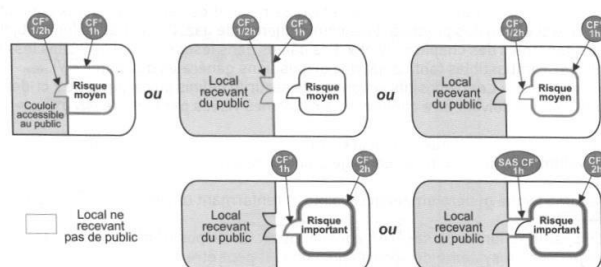 CF°
1/2h
CF°
1h
Risque
moyen
Couloir
accessible
au public
ou
CF°
1/2h
CF°
1h
Local
recevant
du public
Risque
moyen
ou
CF°
1/2h
CF°
1h
Local
recevant
du public
Risque
moyen
Local ne
recevant
pas de public
CF°
1h
CF°
2h
Local
recevant
du public
Risque
important
ou
SAS CF°
1h
CF°
2h
Local
recevant
du public
Risque
important